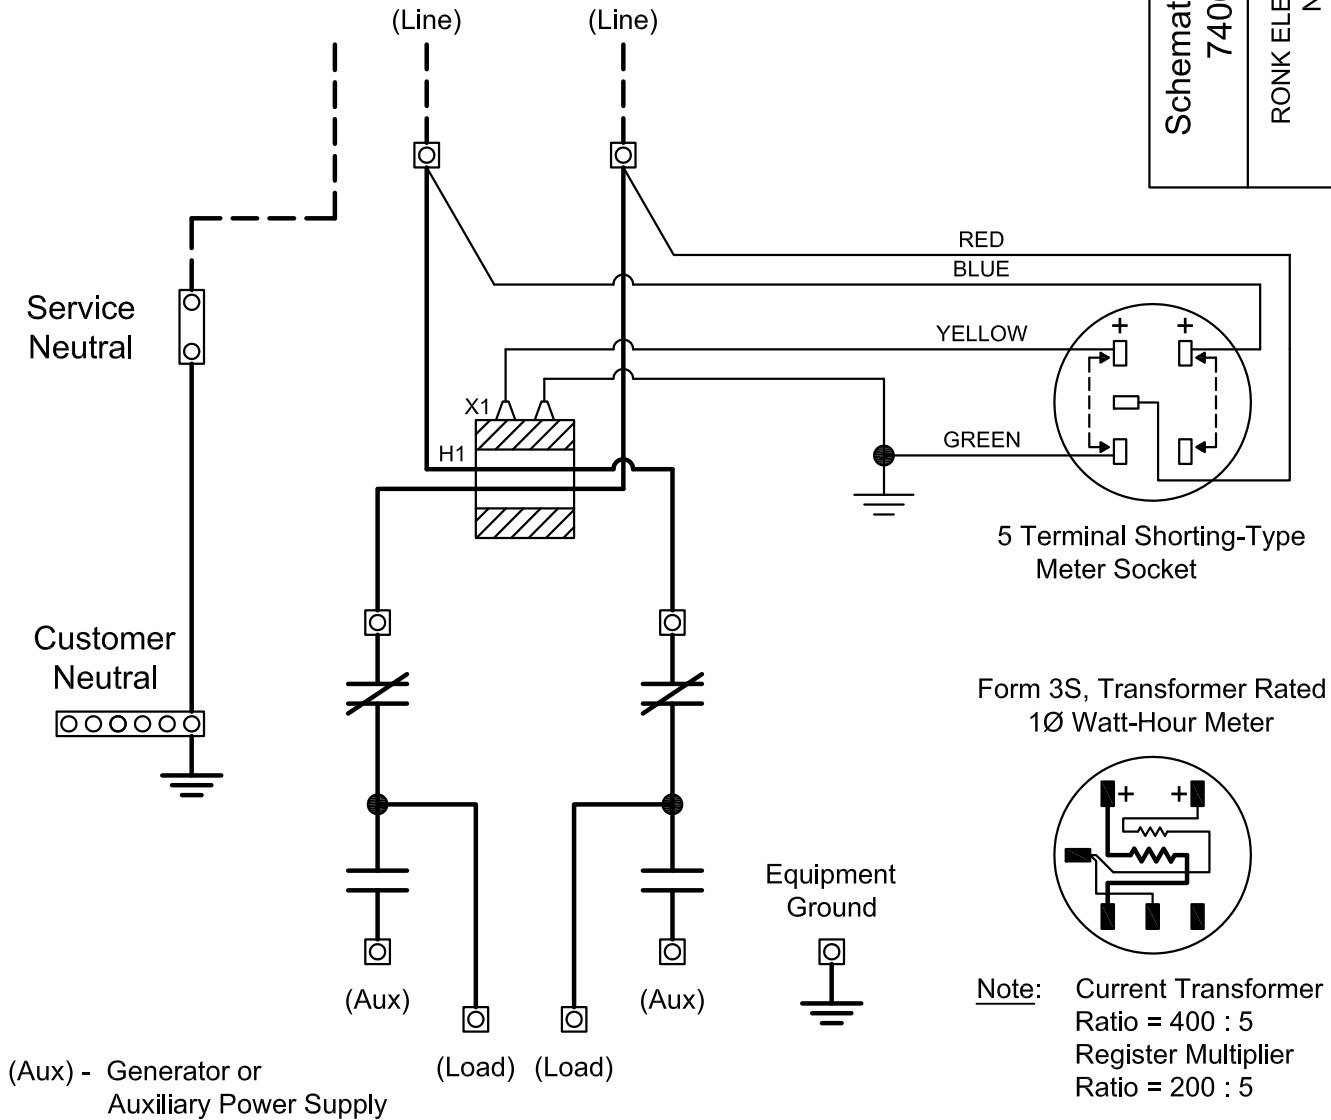 (Line) (Line)
Schemat
740
RONK ELE
N
RED
BLUE
Service
Neutral
YELLOW
+ +
X1
H1
GREEN
5 Terminal Shorting-Type
Meter Socket
Customer
Neutral
Form 3S, Transformer Rated
1Ø Watt-Hour Meter
+ +
Equipment
Ground
(Aux) (Aux)
Note: Current Transformer
Ratio = 400 : 5
Register Multiplier
Ratio = 200 : 5
(Load) (Load)
(Aux) - Generator or
Auxiliary Power Supply